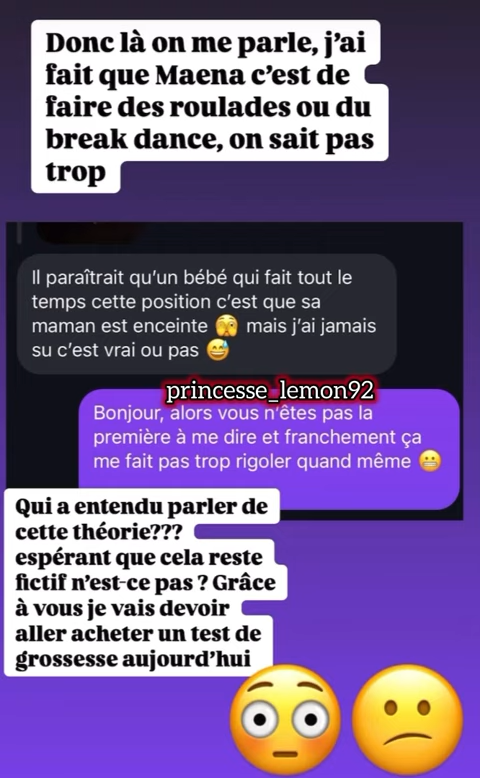 Donc là on me parle, j’ai
fait que Maena c’est de
faire des roulades ou du
break dance, on sait pas
trop
Il paraîtrait qu’un bébé qui fait tout le
temps cette position c’est que sa
maman est enceinte 🫣 mais j’ai jamais
su c’est vrai ou pas 😅
princesse_lemon92
Bonjour, alors vous n’êtes pas la
première à me dire et franchement ça
me fait pas trop rigoler quand même 😬
Qui a entendu parler de
cette théorie???
espérant que cela reste
fictif n’est-ce pas ? Grâce
à vous je vais devoir
aller acheter un test de
grossesse aujourd’hui